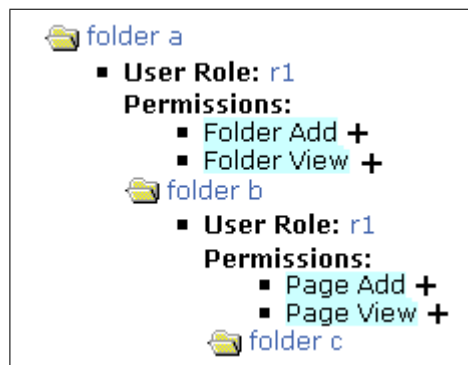 folder a
User Role: r1
Permissions:
Folder Add +
Folder View +
folder b
User Role: r1
Permissions:
Page Add +
Page View +
folder c